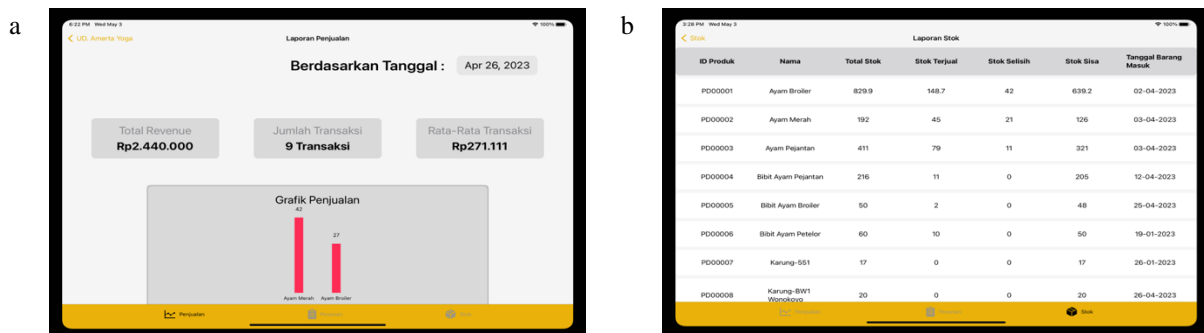 a
6:22 PM Wed May 3
100%
UD. Amerta Yoga
Laporan Penjualan
Berdasarkan Tanggal : Apr 26, 2023
Total Revenue
Rp2.440.000
Jumlah Transaksi
9 Transaksi
Rata-Rata Transaksi
Rp271.111
Grafik Penjualan
42
27
Ayam Merah Ayam Broiler
Penjualan
Stok
b
3:28 PM Wed May 3
100%
Stok
Laporan Stok
ID Produk Nama Total Stok Stok Terjual Stok Selisih Stok Sisa Tanggal Barang
Masuk
PD00001 Ayam Broiler 829.9 148.7 42 639.2 02-04-2023
PD00002 Ayam Merah 192 45 21 126 03-04-2023
PD00003 Ayam Pejantan 411 79 11 321 03-04-2023
PD00004 Bibit Ayam Pejantan 216 11 0 205 12-04-2023
PD00005 Bibit Ayam Broiler 50 2 0 48 25-04-2023
PD00006 Bibit Ayam Petelor 60 10 0 50 19-01-2023
PD00007 Karung-551 17 0 0 17 26-01-2023
PD00008 Karung-BW1
Wonokoyo 20 0 0 20 26-04-2023
Penjualan
Stok